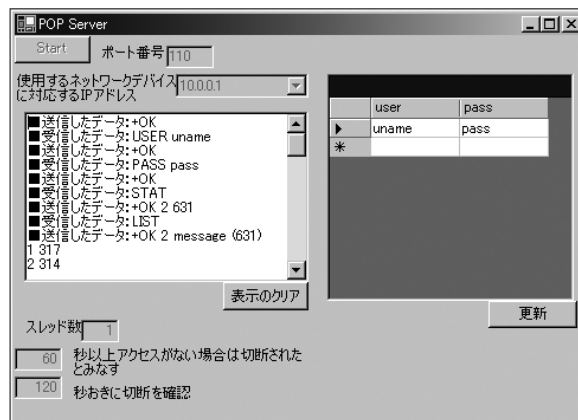 POP Server
Start
ポート番号 110
使用するネットワークデバイス
に対応するIPアドレス
10.0.0.1
■送信したデータ:+OK
■受信したデータ:USER uname
■送信したデータ:+OK
■受信したデータ:PASS pass
■送信したデータ:+OK
■受信したデータ:STAT
■送信したデータ:+OK 2 631
■受信したデータ:LIST
■送信したデータ:+OK 2 message (631)
1 317
2 314
表示のクリア
user pass
uname pass
更新
スレッド数 1
60 秒以上アクセスがない場合は切断された
とみなす
120 秒おきに切断を確認